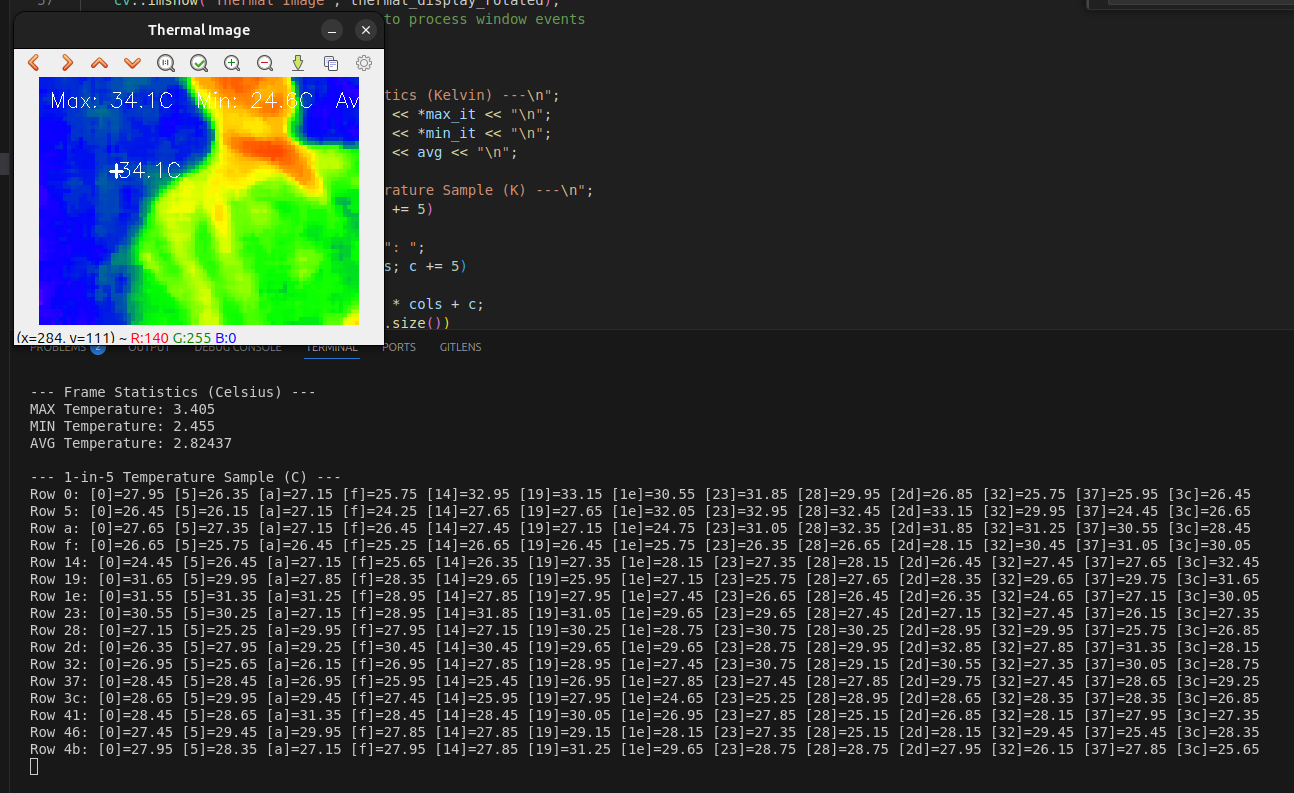 37
cv::imshow("Thermal Image", thermal_display_rotated);
to process window events
Thermal Image
Max: 34.1C Min: 24.6C Av
34.1C
(x=284, y=111) ~ R:140 G:255 B:0
tics (Kelvin) ---\n";
<< *max_it << "\n";
<< *min_it << "\n";
<< avg << "\n";
rature Sample (K) ---\n";
+= 5)
": ";
s; c += 5)
* cols + c;
.size())
PROBLEMS 2 OUTPUT DEBUG CONSOLE TERMINAL PORTS GITLENS
--- Frame Statistics (Celsius) ---
MAX Temperature: 3.405
MIN Temperature: 2.455
AVG Temperature: 2.82437
--- 1-in-5 Temperature Sample (C) ---
Row 0: [0]=27.95 [5]=26.35 [a]=27.15 [f]=25.75 [14]=32.95 [19]=33.15 [1e]=30.55 [23]=31.85 [28]=29.95 [2d]=26.85 [32]=25.75 [37]=25.95 [3c]=26.45
Row 5: [0]=26.45 [5]=26.15 [a]=27.15 [f]=24.25 [14]=27.65 [19]=27.65 [1e]=32.05 [23]=32.95 [28]=32.45 [2d]=33.15 [32]=29.95 [37]=24.45 [3c]=26.65
Row a: [0]=27.65 [5]=27.35 [a]=27.15 [f]=26.45 [14]=27.45 [19]=27.15 [1e]=24.75 [23]=31.05 [28]=32.35 [2d]=31.85 [32]=31.25 [37]=30.55 [3c]=28.45
Row f: [0]=26.65 [5]=25.75 [a]=26.45 [f]=25.25 [14]=26.65 [19]=26.45 [1e]=25.75 [23]=26.35 [28]=26.65 [2d]=28.15 [32]=30.45 [37]=31.05 [3c]=30.05
Row 14: [0]=24.45 [5]=26.45 [a]=27.15 [f]=25.65 [14]=26.35 [19]=27.35 [1e]=28.15 [23]=27.35 [28]=28.15 [2d]=26.45 [32]=27.45 [37]=27.65 [3c]=32.45
Row 19: [0]=31.65 [5]=29.95 [a]=27.85 [f]=28.35 [14]=29.65 [19]=25.95 [1e]=27.15 [23]=25.75 [28]=27.65 [2d]=28.35 [32]=29.65 [37]=29.75 [3c]=31.65
Row 1e: [0]=31.55 [5]=31.35 [a]=31.25 [f]=28.95 [14]=27.85 [19]=27.95 [1e]=27.45 [23]=26.65 [28]=26.45 [2d]=26.35 [32]=24.65 [37]=27.15 [3c]=30.05
Row 23: [0]=30.55 [5]=30.25 [a]=27.15 [f]=28.95 [14]=31.85 [19]=31.05 [1e]=29.65 [23]=29.65 [28]=27.45 [2d]=27.15 [32]=27.45 [37]=26.15 [3c]=27.35
Row 28: [0]=27.15 [5]=25.25 [a]=29.95 [f]=27.95 [14]=27.15 [19]=30.25 [1e]=28.75 [23]=30.75 [28]=30.25 [2d]=28.95 [32]=29.95 [37]=25.75 [3c]=26.85
Row 2d: [0]=26.35 [5]=27.95 [a]=29.25 [f]=30.45 [14]=30.45 [19]=29.65 [1e]=29.65 [23]=28.75 [28]=29.95 [2d]=32.85 [32]=27.85 [37]=31.35 [3c]=28.15
Row 32: [0]=26.95 [5]=25.65 [a]=26.15 [f]=26.95 [14]=27.85 [19]=28.95 [1e]=27.45 [23]=30.75 [28]=29.15 [2d]=30.55 [32]=27.35 [37]=30.05 [3c]=28.75
Row 37: [0]=28.45 [5]=28.45 [a]=26.95 [f]=25.95 [14]=25.45 [19]=26.95 [1e]=27.85 [23]=27.45 [28]=27.85 [2d]=29.75 [32]=27.45 [37]=28.65 [3c]=29.25
Row 3c: [0]=28.65 [5]=29.95 [a]=29.45 [f]=27.45 [14]=25.95 [19]=27.95 [1e]=24.65 [23]=25.25 [28]=28.95 [2d]=28.65 [32]=28.35 [37]=28.35 [3c]=26.85
Row 41: [0]=28.45 [5]=28.65 [a]=31.35 [f]=28.45 [14]=28.45 [19]=30.05 [1e]=26.95 [23]=27.85 [28]=25.15 [2d]=26.85 [32]=28.15 [37]=27.95 [3c]=27.35
Row 46: [0]=27.45 [5]=29.45 [a]=29.95 [f]=27.85 [14]=27.85 [19]=29.15 [1e]=28.15 [23]=27.35 [28]=25.15 [2d]=28.15 [32]=29.45 [37]=25.45 [3c]=28.35
Row 4b: [0]=27.95 [5]=28.35 [a]=27.15 [f]=27.95 [14]=27.85 [19]=31.25 [1e]=29.65 [23]=28.75 [28]=28.75 [2d]=27.95 [32]=26.15 [37]=27.85 [3c]=25.65